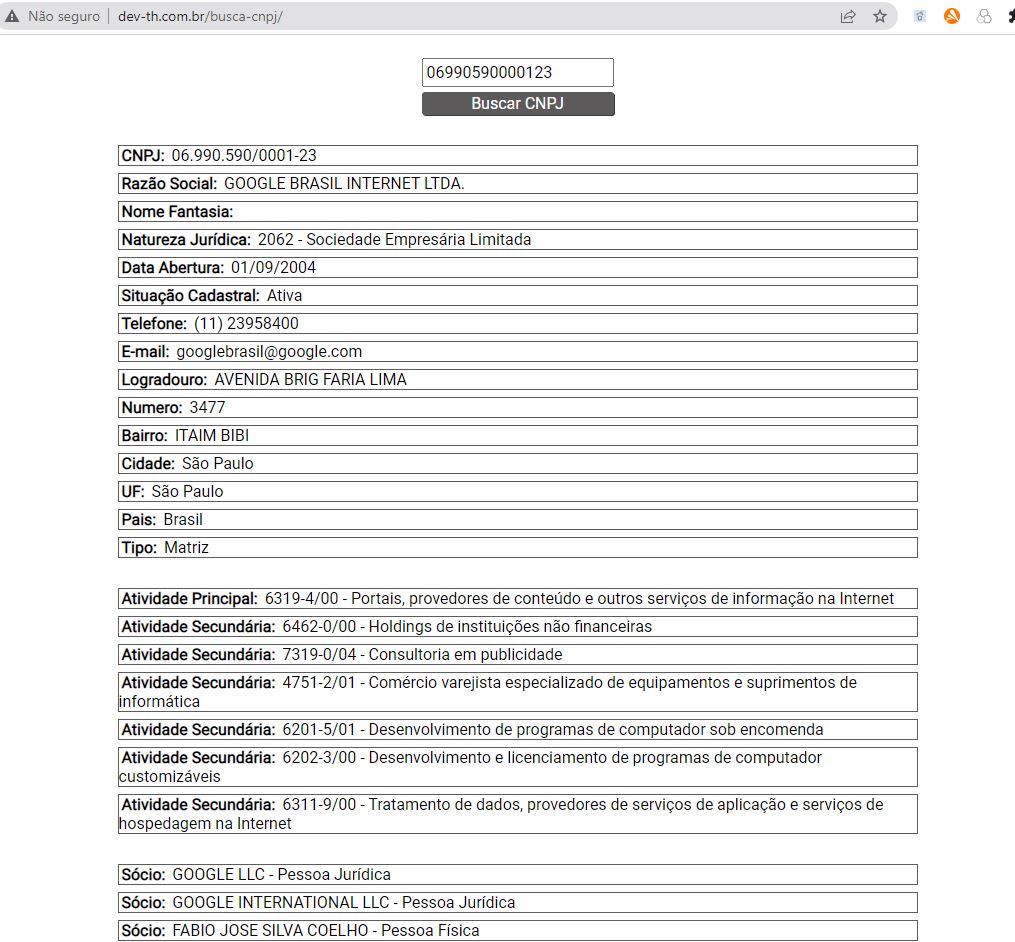 Não seguro
dev-th.com.br/busca-cnpj/
06990590000123
Buscar CNPJ
CNPJ: 06.990.590/0001-23
Razão Social: GOOGLE BRASIL INTERNET LTDA.
Nome Fantasia:
Natureza Jurídica: 2062 - Sociedade Empresária Limitada
Data Abertura: 01/09/2004
Situação Cadastral: Ativa
Telefone: (11) 23958400
E-mail: googlebrasil@google.com
Logradouro: AVENIDA BRIG FARIA LIMA
Numero: 3477
Bairro: ITAIM BIBI
Cidade: São Paulo
UF: São Paulo
Pais: Brasil
Tipo: Matriz
Atividade Principal: 6319-4/00 - Portais, provedores de conteúdo e outros serviços de informação na Internet
Atividade Secundária: 6462-0/00 - Holdings de instituições não financeiras
Atividade Secundária: 7319-0/04 - Consultoria em publicidade
Atividade Secundária: 4751-2/01 - Comércio varejista especializado de equipamentos e suprimentos de
informática
Atividade Secundária: 6201-5/01 - Desenvolvimento de programas de computador sob encomenda
Atividade Secundária: 6202-3/00 - Desenvolvimento e licenciamento de programas de computador
customizáveis
Atividade Secundária: 6311-9/00 - Tratamento de dados, provedores de serviços de aplicação e serviços de
hospedagem na Internet
Sócio: GOOGLE LLC - Pessoa Jurídica
Sócio: GOOGLE INTERNATIONAL LLC - Pessoa Jurídica
Sócio: FABIO JOSE SILVA COELHO - Pessoa Física